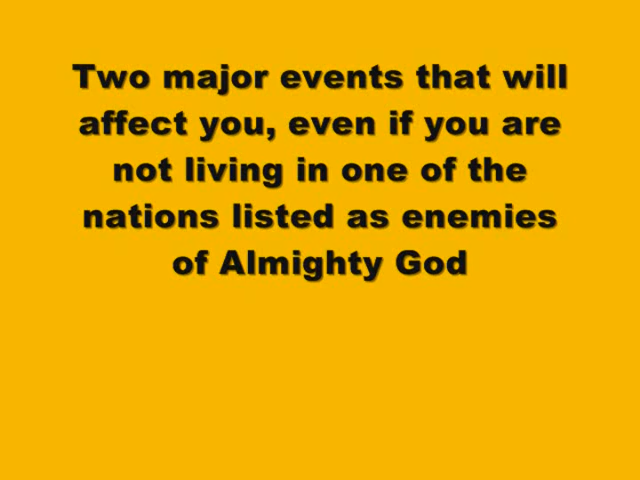 Two major events that will
affect you, even if you are
not living in one of the
nations listed as enemies
of Almighty God